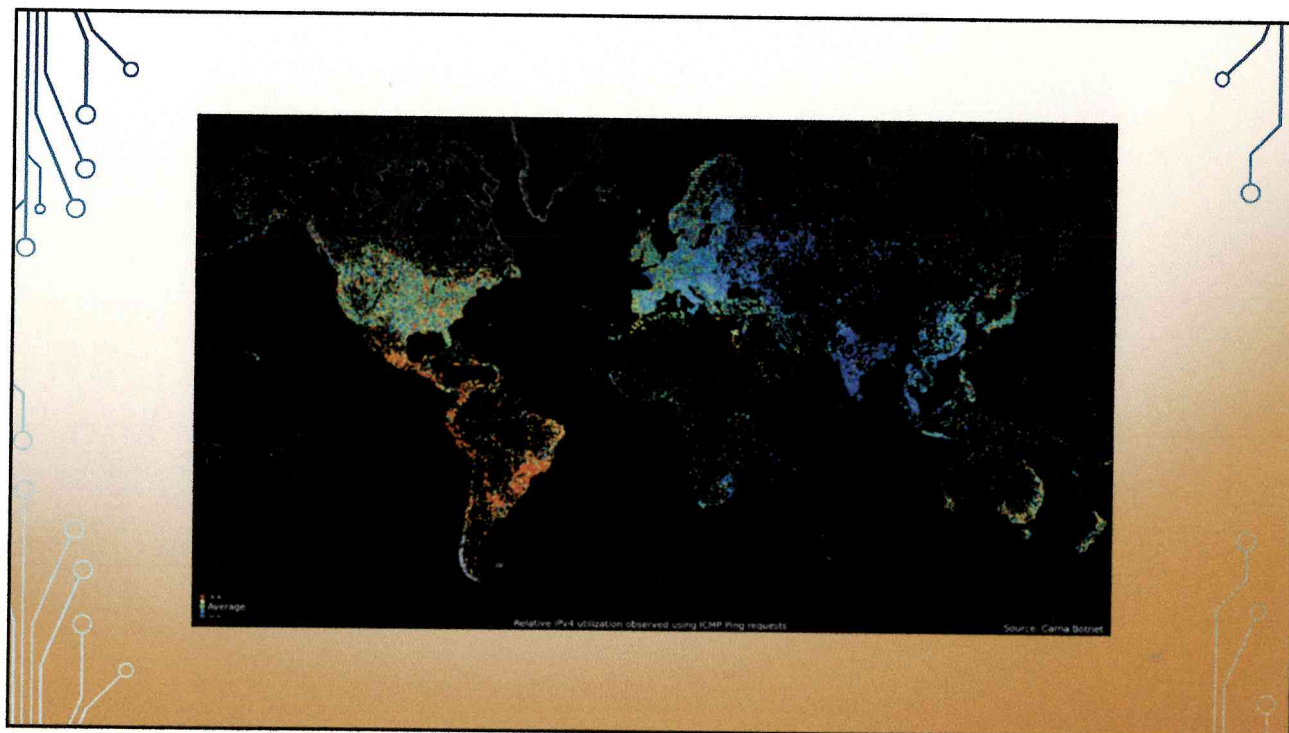 ++
Average
--
Relative IPv4 utilization observed using ICMP Ping requests
Source: Carna Botnet